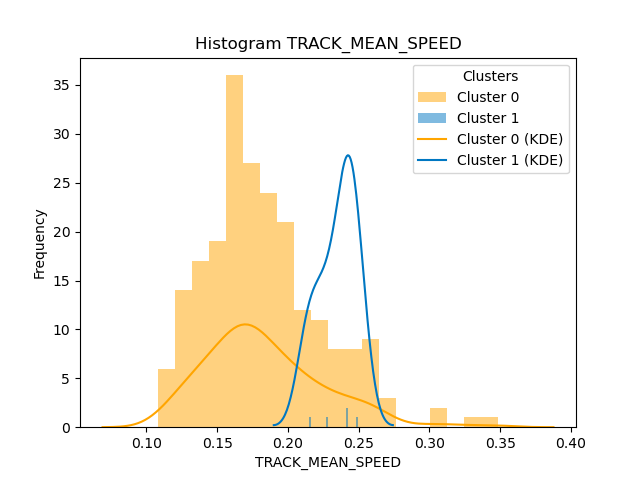 Histogram TRACK_MEAN_SPEED
Clusters
Cluster 0
Cluster 1
Cluster 0 (KDE)
Cluster 1 (KDE)
Frequency
35
30
25
20
15
10
5
0
0.10 0.15 0.20 0.25 0.30 0.35 0.40
TRACK_MEAN_SPEED